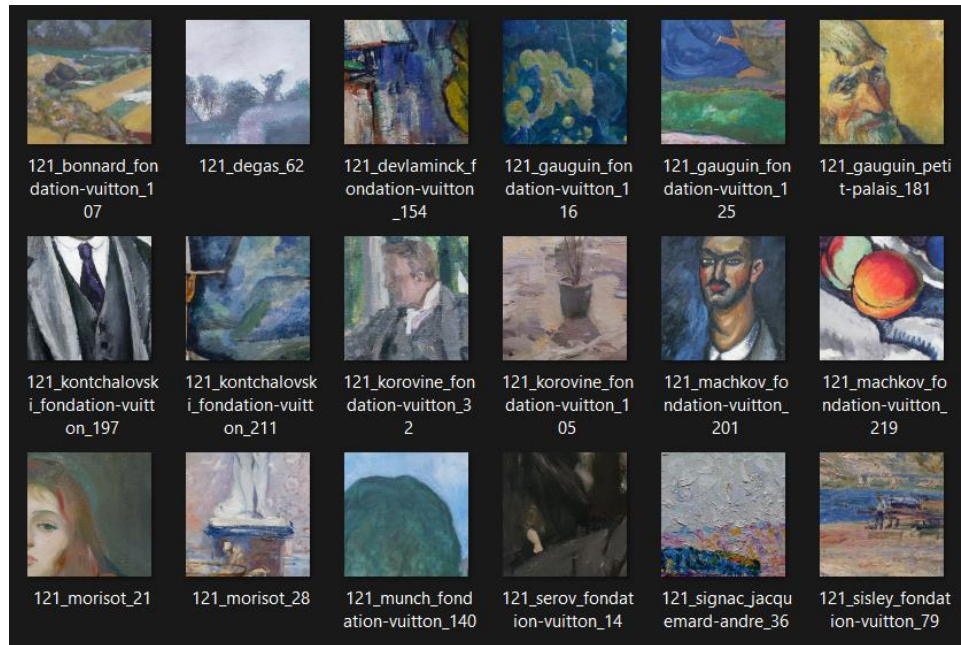 121_bonnard_fon
dation-vuitton_1
07
121_degas_62
121_devlaminck_f
ondation-vuitton
_154
121_gauguin_fon
dation-vuitton_1
16
121_gauguin_fon
dation-vuitton_1
25
121_gauguin_peti
t-palais_181
121_kontchalovsk
i_fondation-vuitt
on_197
121_kontchalovsk
i_fondation-vuitt
on_211
121_korovine_fon
dation-vuitton_3
2
121_korovine_fon
dation-vuitton_1
05
121_machkov_fo
ndation-vuitton_
201
121_machkov_fo
ndation-vuitton_
219
121_morisot_21
121_morisot_28
121_munch_fond
ation-vuitton_140
121_serov_fondat
ion-vuitton_14
121_signac_jacqu
emard-andre_36
121_sisley_fondat
ion-vuitton_79